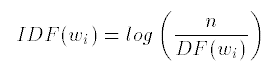 IDF(w_i) = log ( n / DF(w_i) )